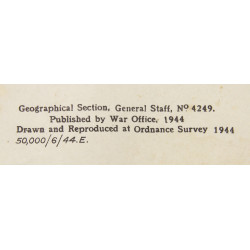 Geographical Section, General Staff, No 4249.
Published by War Office, 1944
Drawn and Reproduced at Ordnance Survey 1944
50,000/6/44.E.